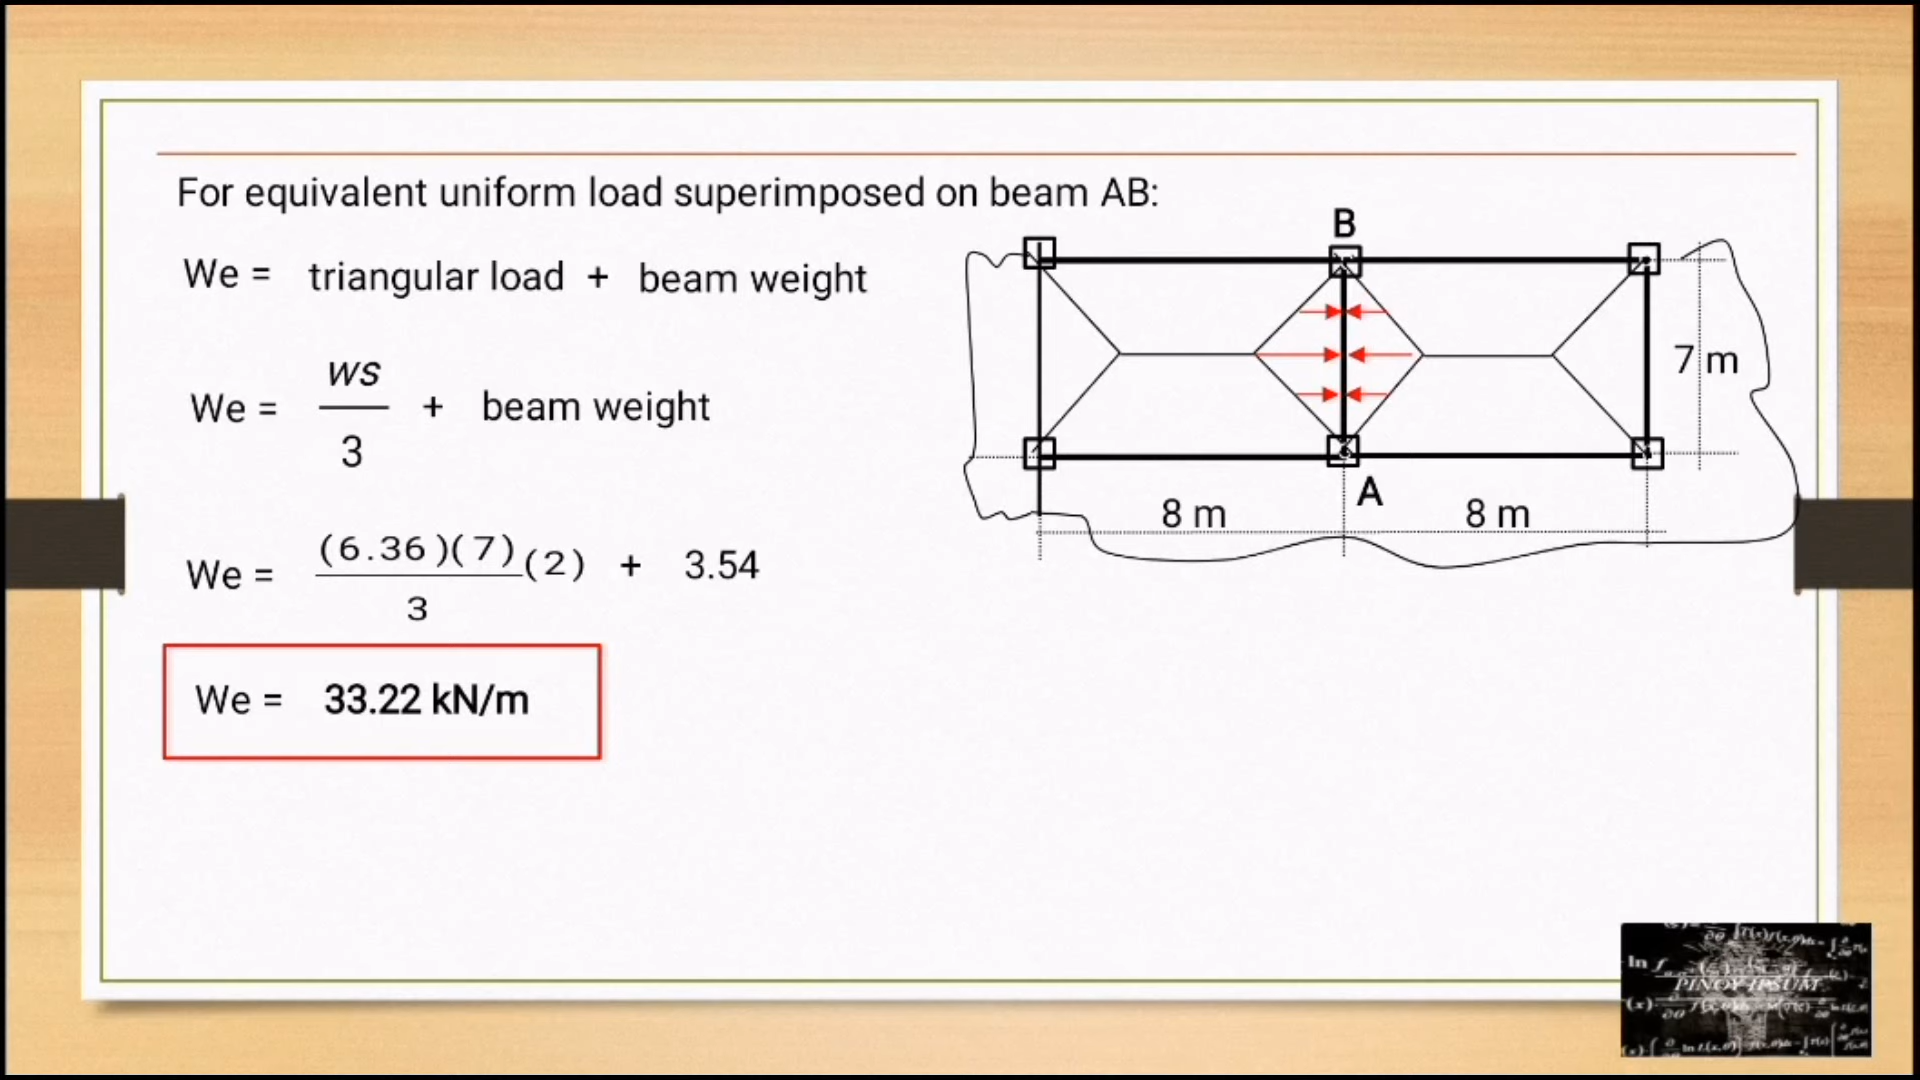 For equivalent uniform load superimposed on beam AB:
We = triangular load + beam weight
We = ws/3 + beam weight
We = (6.36)(7)/3 (2) + 3.54
We = 33.22 kN/m
B
7 m
A
8 m
8 m
PINOY IPSUM